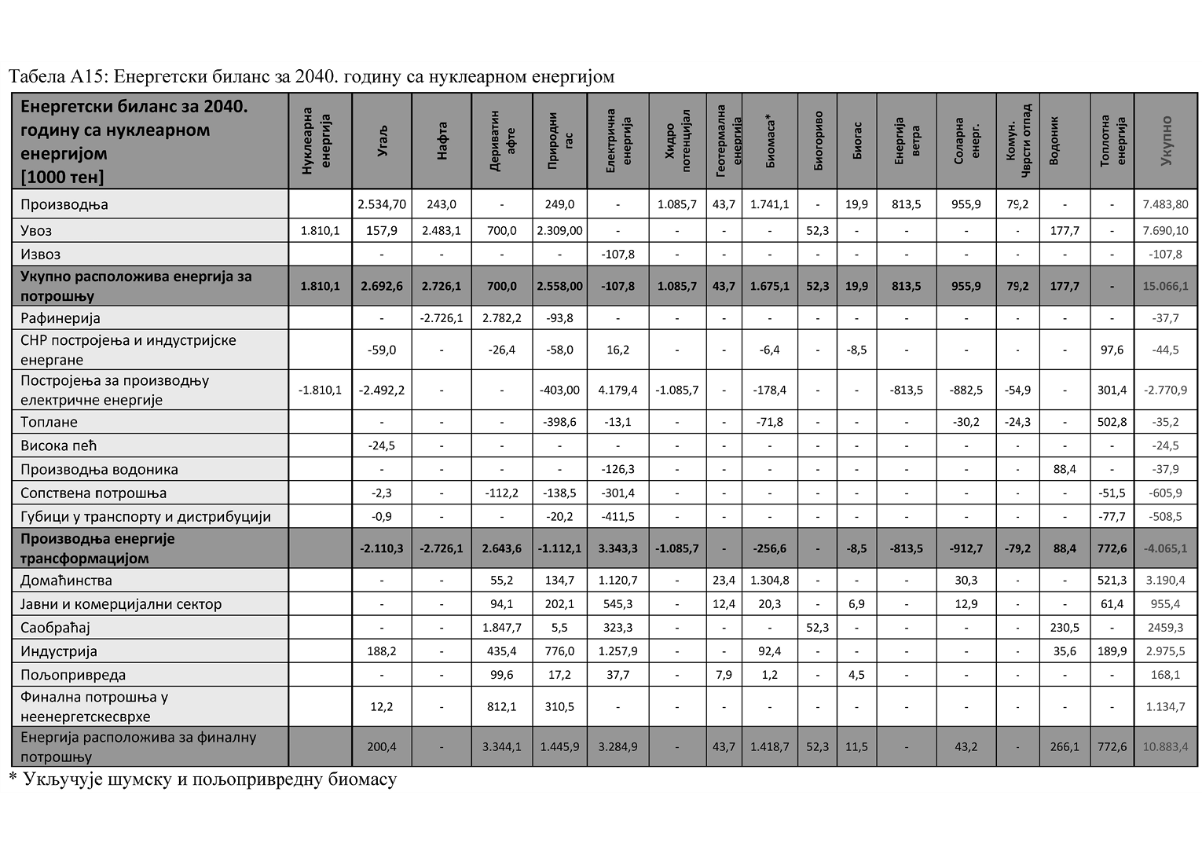 Табела А15: Енергетски биланс за 2040. годину са нуклеарном енергијом
Енергетски биланс за 2040. годину са нуклеарном енергијом [1000 тен] Нуклеарна енергија Угаљ Нафта Дериватин афте Природни гас Електрична енергија Хидро потенцијал Геотермална енергија Биомаса* Биогориво Биогас Енергија ветра Соларна енерг. Комун. Чврсти отпад Водоник Топлотна енергија Укупно
Производња 2.534,70 243,0 - 249,0 - 1.085,7 43,7 1.741,1 - 19,9 813,5 955,9 79,2 - - 7.483,80
Увоз 1.810,1 157,9 2.483,1 700,0 2.309,00 - - - - 52,3 - - - - 177,7 - 7.690,10
Извоз - - - - -107,8 - - - - - - - - - - -107,8
Укупно расположива енергија за потрошњу 1.810,1 2.692,6 2.726,1 700,0 2.558,00 -107,8 1.085,7 43,7 1.675,1 52,3 19,9 813,5 955,9 79,2 177,7 - 15.066,1
Рафинерија - -2.726,1 2.782,2 -93,8 - - - - - - - - - - - -37,7
СНР постројења и индустријске енергане -59,0 - -26,4 -58,0 16,2 - - -6,4 - -8,5 - - - - 97,6 -44,5
Постројења за производњу електричне енергије -1.810,1 -2.492,2 - - -403,00 4.179,4 -1.085,7 - -178,4 - - -813,5 -882,5 -54,9 - 301,4 -2.770,9
Топлане - - - -398,6 -13,1 - - -71,8 - - - -30,2 -24,3 - 502,8 -35,2
Висока пећ -24,5 - - - - - - - - - - - - - - -24,5
Производња водоника - - - - -126,3 - - - - - - - - 88,4 - -37,9
Сопствена потрошња -2,3 - -112,2 -138,5 -301,4 - - - - - - - - - -51,5 -605,9
Губици у транспорту и дистрибуцији -0,9 - - -20,2 -411,5 - - - - - - - - - -77,7 -508,5
Производња енергије трансформацијом -2.110,3 -2.726,1 2.643,6 -1.112,1 3.343,3 -1.085,7 - -256,6 - -8,5 -813,5 -912,7 -79,2 88,4 772,6 -4.065,1
Домаћинства - - 55,2 134,7 1.120,7 - 23,4 1.304,8 - - - 30,3 - - 521,3 3.190,4
Јавни и комерцијални сектор - - 94,1 202,1 545,3 - 12,4 20,3 - 6,9 - 12,9 - - 61,4 955,4
Саобраћај - - 1.847,7 5,5 323,3 - - - 52,3 - - - - 230,5 - 2459,3
Индустрија 188,2 - 435,4 776,0 1.257,9 - - 92,4 - - - - - 35,6 189,9 2.975,5
Пољопривреда - - 99,6 17,2 37,7 - 7,9 1,2 - 4,5 - - - - - 168,1
Финална потрошња у неенергетскесврхе 12,2 - 812,1 310,5 - - - - - - - - - - - 1.134,7
Енергија расположива за финалну потрошњу 200,4 - 3.344,1 1.445,9 3.284,9 - 43,7 1.418,7 52,3 11,5 - 43,2 - 266,1 772,6 10.883,4
* Укључује шумску и пољопривредну биомасу